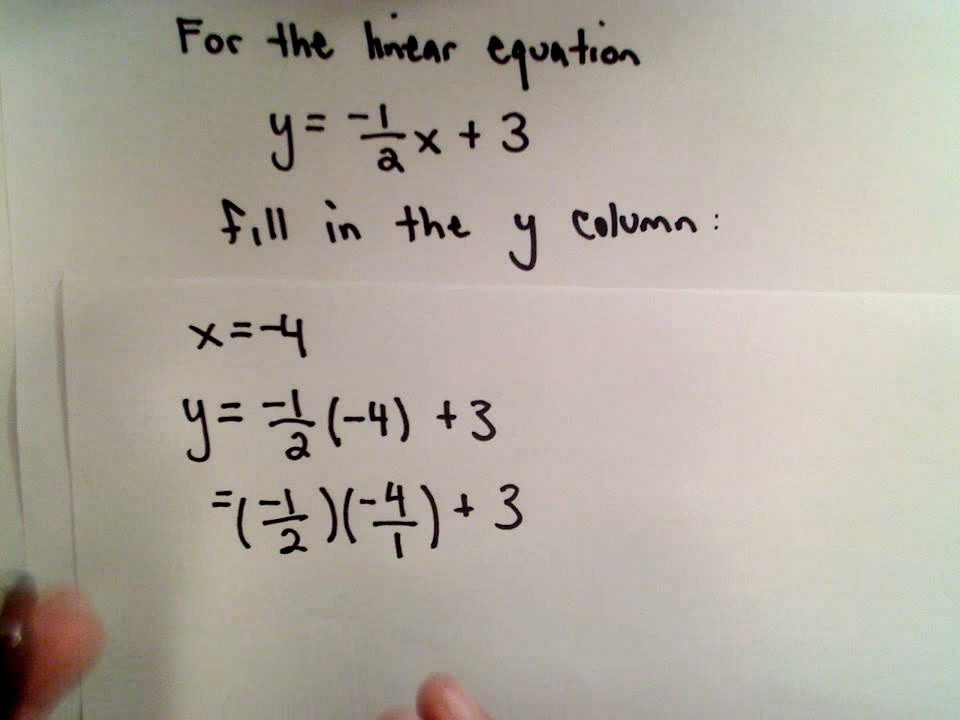 For the linear equation
y = -1/2 x + 3
fill in the y column:
x = -4
y = -1/2 (-4) + 3
= (-1/2)(-4/1) + 3